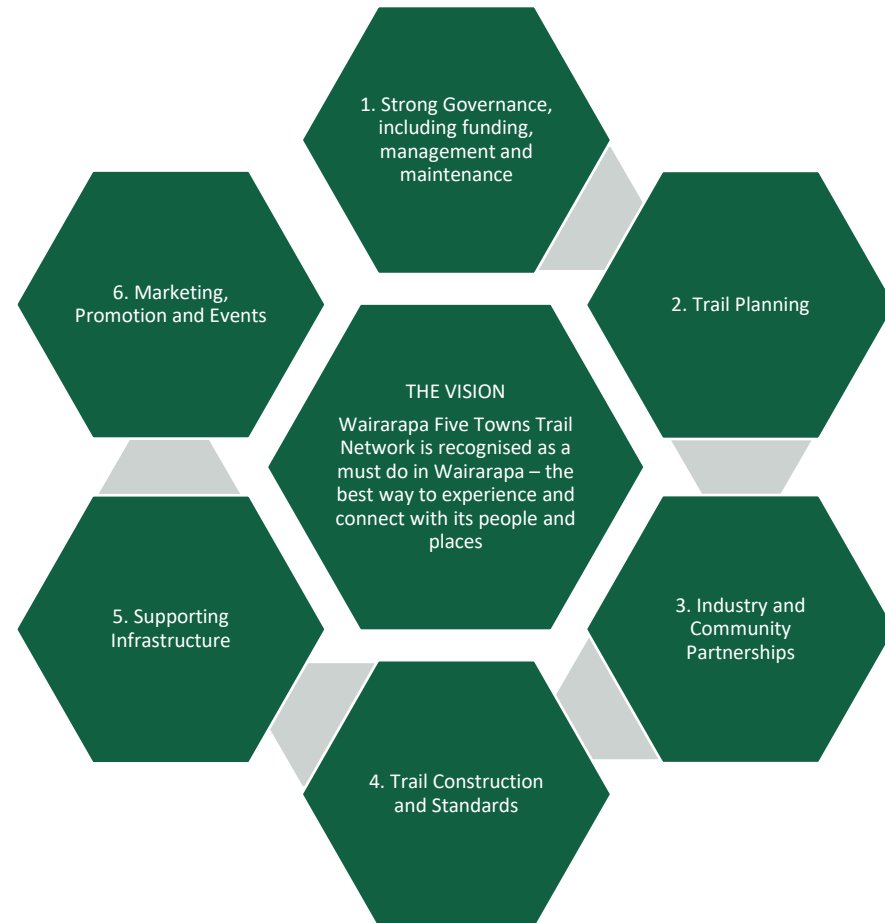 1. Strong Governance,
including funding,
management and
maintenance
2. Trail Planning
3. Industry and
Community
Partnerships
4. Trail Construction
and Standards
5. Supporting
Infrastructure
6. Marketing,
Promotion and Events
THE VISION
Wairarapa Five Towns Trail
Network is recognised as a
must do in Wairarapa – the
best way to experience and
connect with its people and
places